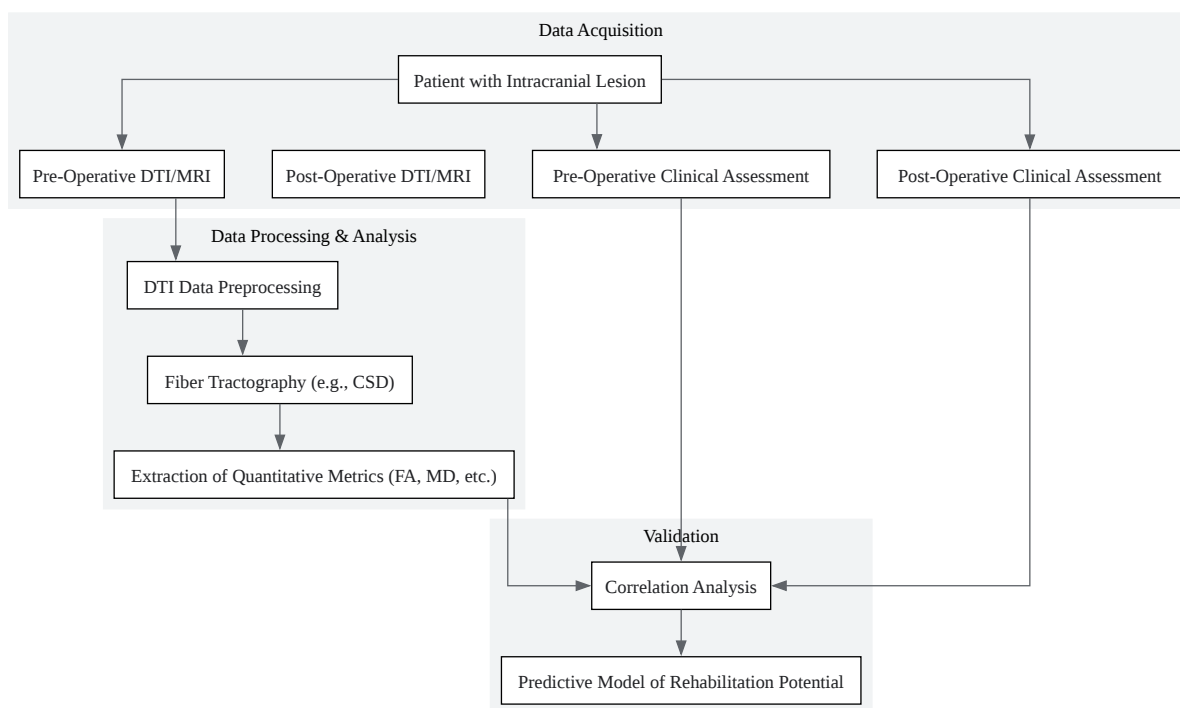 Data Acquisition
Patient with Intracranial Lesion
Pre-Operative DTI/MRI
Post-Operative DTI/MRI
Pre-Operative Clinical Assessment
Post-Operative Clinical Assessment
Data Processing & Analysis
DTI Data Preprocessing
Fiber Tractography (e.g., CSD)
Extraction of Quantitative Metrics (FA, MD, etc.)
Validation
Correlation Analysis
Predictive Model of Rehabilitation Potential